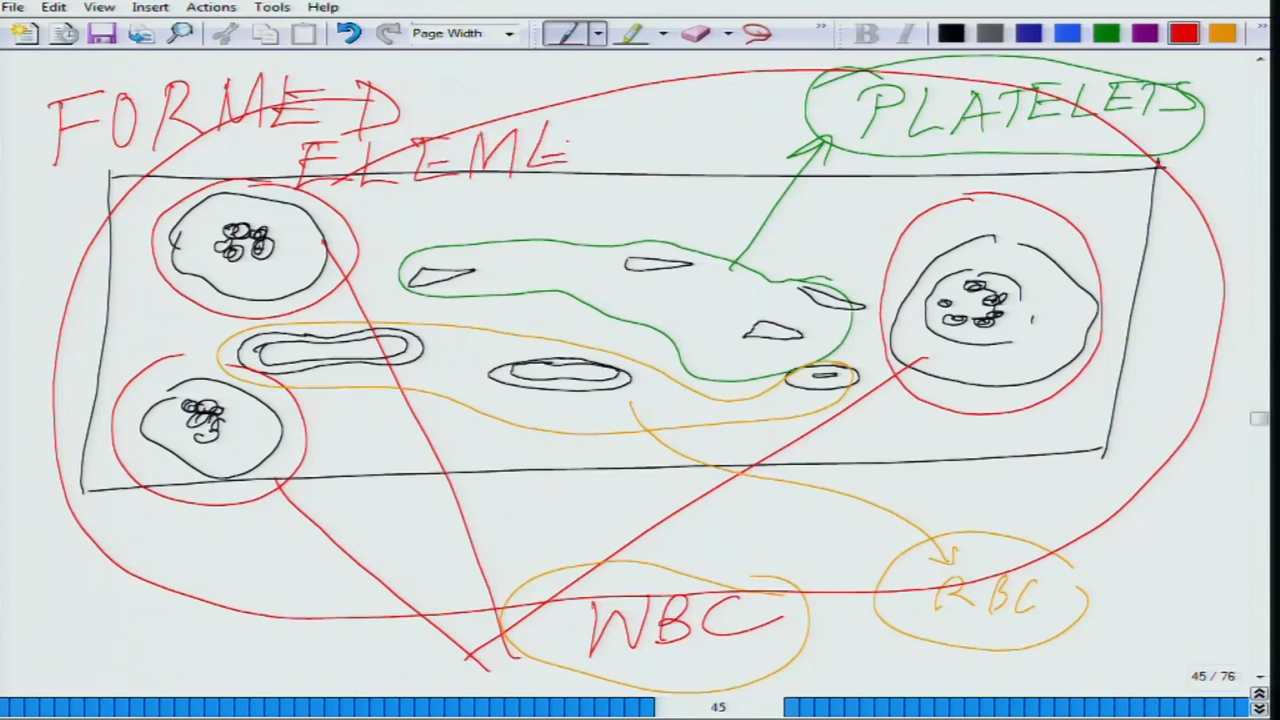 File Edit View Insert Actions Tools Help
Page Width B I
FORMED PLATELETS
ELEME
RBC
WBC
45 / 76
45